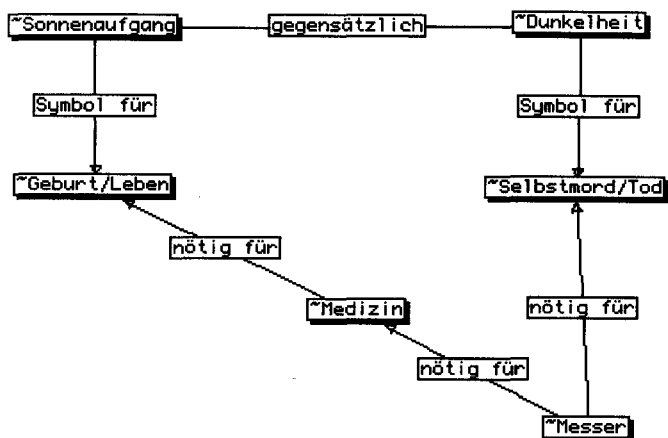 ~Sonnenaufgang gegensätzlich ~Dunkelheit
Symbol für Symbol für
~Geburt/Leben ~Selbstmord/Tod
nötig für
~Medizin nötig für
nötig für
~Messer